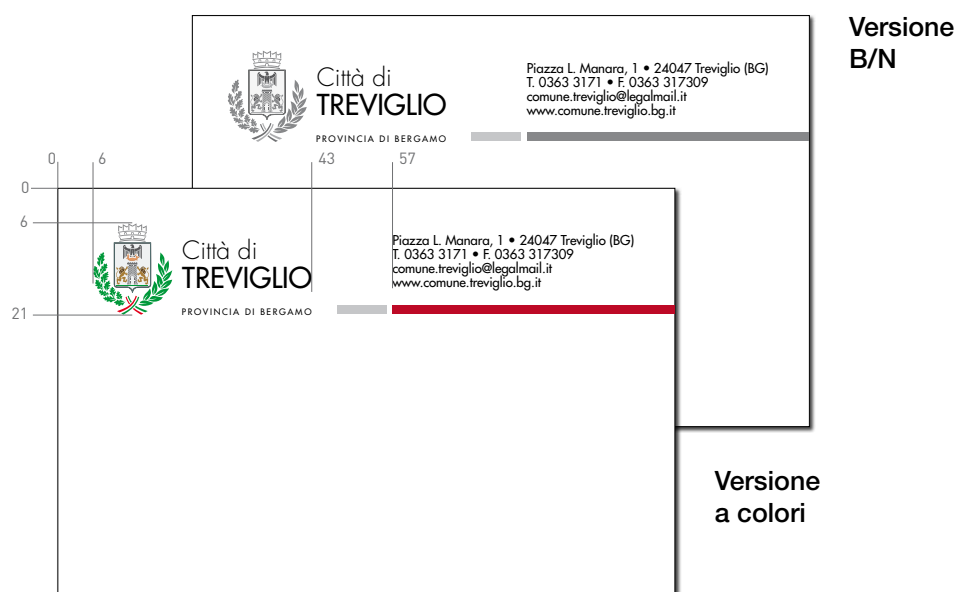 Versione
B/N
Città di
TREVIGLIO
PROVINCIA DI BERGAMO
Piazza L. Manara, 1 • 24047 Treviglio (BG)
T. 0363 3171 • F. 0363 317309
comune.treviglio@legalmail.it
www.comune.treviglio.bg.it
0 6 43 57
0
6
21
Città di
TREVIGLIO
PROVINCIA DI BERGAMO
Piazza L. Manara, 1 • 24047 Treviglio (BG)
T. 0363 3171 • F. 0363 317309
comune.treviglio@legalmail.it
www.comune.treviglio.bg.it
Versione
a colori